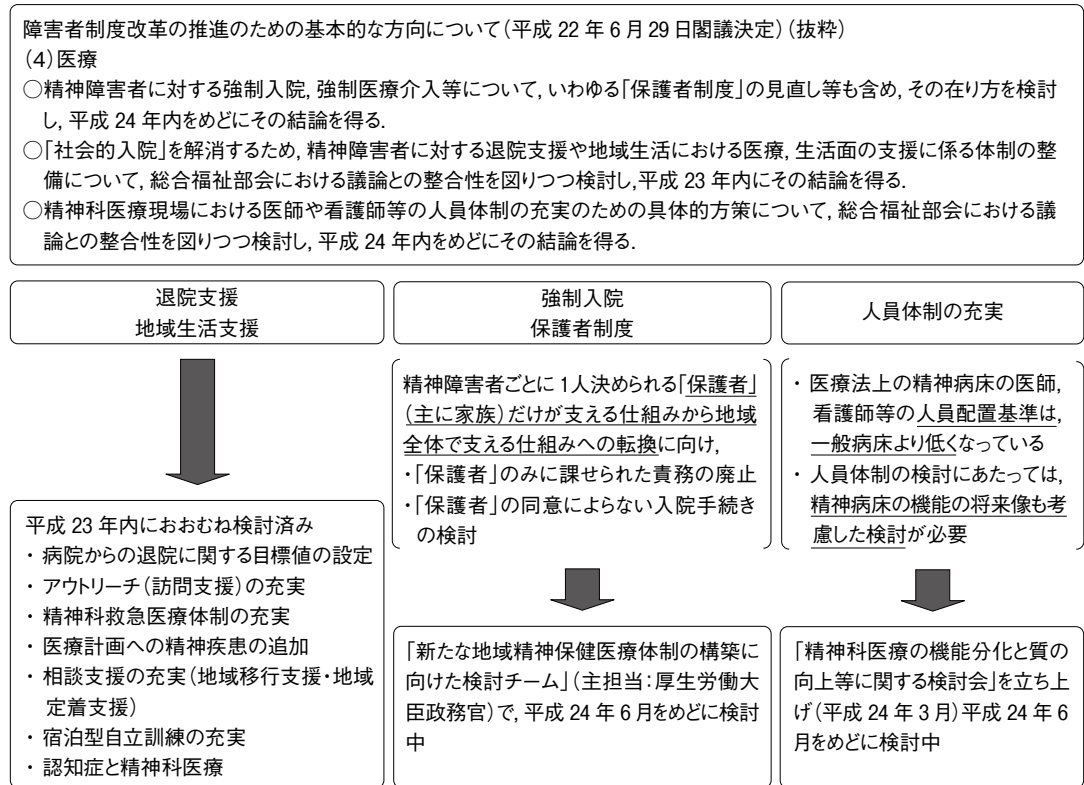 障害者制度改革の推進のための基本的な方向について（平成 22 年 6 月 29 日閣議決定）（抜粋）
（4）医療
○精神障害者に対する強制入院，強制医療介入等について，いわゆる「保護者制度」の見直し等も含め，その在り方を検討
し，平成 24 年内をめどにその結論を得る．
○「社会的入院」を解消するため，精神障害者に対する退院支援や地域生活における医療，生活面の支援に係る体制の整
備について，総合福祉部会における議論との整合性を図りつつ検討し，平成 23 年内にその結論を得る．
○精神科医療現場における医師や看護師等の人員体制の充実のための具体的方策について，総合福祉部会における議
論との整合性を図りつつ検討し，平成 24 年内をめどにその結論を得る．
退院支援
地域生活支援
平成 23 年内におおむね検討済み
・ 病院からの退院に関する目標値の設定
・ アウトリーチ（訪問支援）の充実
・ 精神科救急医療体制の充実
・ 医療計画への精神疾患の追加
・ 相談支援の充実（地域移行支援・地域
定着支援）
・ 宿泊型自立訓練の充実
・ 認知症と精神科医療
強制入院
保護者制度
精神障害者ごとに 1人決められる「保護者」
（主に家族）だけが支える仕組みから地域
全体で支える仕組みへの転換に向け，
・「保護者」のみに課せられた責務の廃止
・「保護者」の同意によらない入院手続き
の検討
「新たな地域精神保健医療体制の構築に
向けた検討チーム」（主担当：厚生労働大
臣政務官）で，平成 24 年 6 月をめどに検討
中
人員体制の充実
・ 医療法上の精神病床の医師，
看護師等の人員配置基準は，
一般病床より低くなっている
・ 人員体制の検討にあたっては，
精神病床の機能の将来像も考
慮した検討が必要
「精神科医療の機能分化と質の
向上等に関する検討会」を立ち上
げ（平成 24 年 3 月）平成 24 年 6
月をめどに検討中